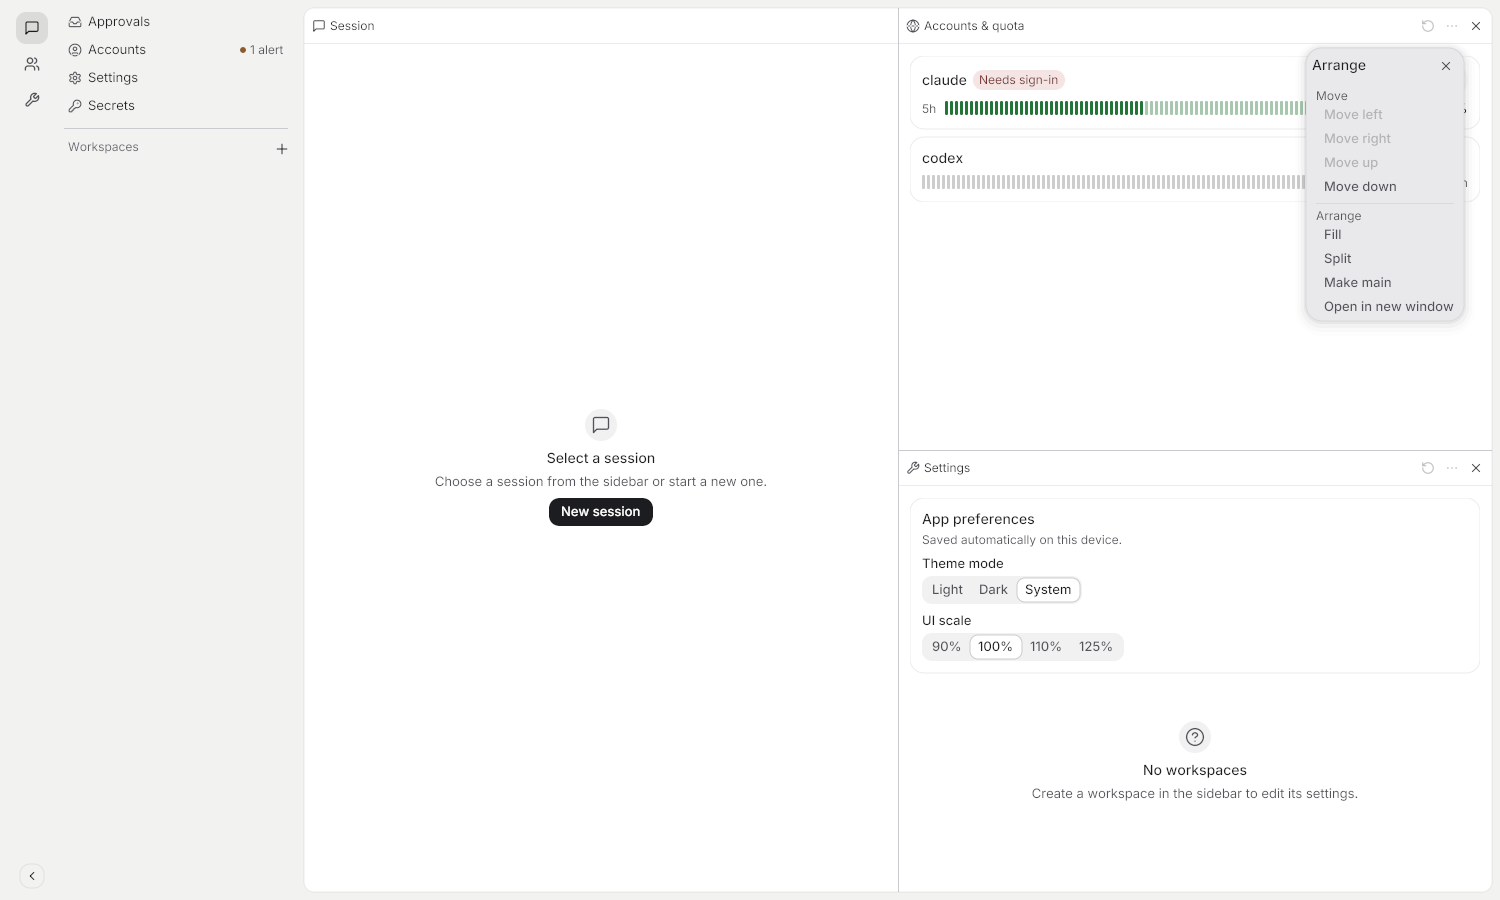 Approvals
Accounts
1 alert
Settings
Secrets
Workspaces
Session
Select a session
Choose a session from the sidebar or start a new one.
New session
Accounts & quota
claude
Needs sign-in
5h
codex
Arrange
Move
Move left
Move right
Move up
Move down
Arrange
Fill
Split
Make main
Open in new window
Settings
App preferences
Saved automatically on this device.
Theme mode
Light Dark System
UI scale
90% 100% 110% 125%
No workspaces
Create a workspace in the sidebar to edit its settings.